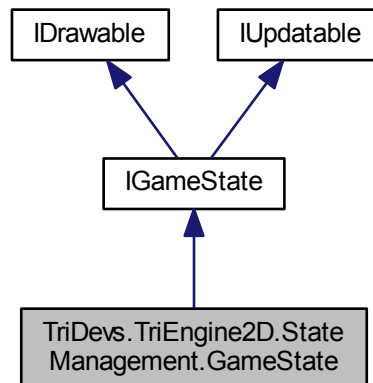 IDrawable
IUpdatable
IGameState
TriDevs.TriEngine2D.State
Management.GameState